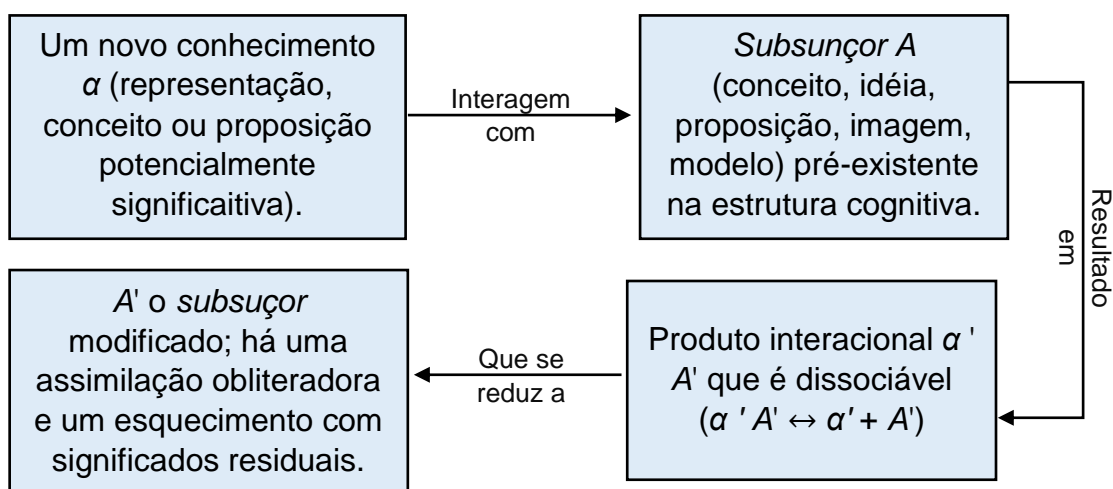 Um novo conhecimento
α (representação,
conceito ou proposição
potencialmente
significaitiva).
Interagem
com
Subsunçor A
(conceito, idéia,
proposição, imagem,
modelo) pré-existente
na estrutura cognitiva.
Resultado
em
Produto interacional α '
A' que é dissociável
(α ′ A' ↔ α′ + A')
Que se
reduz a
A' o subsuçor
modificado; há uma
assimilação obliteradora
e um esquecimento com
significados residuais.